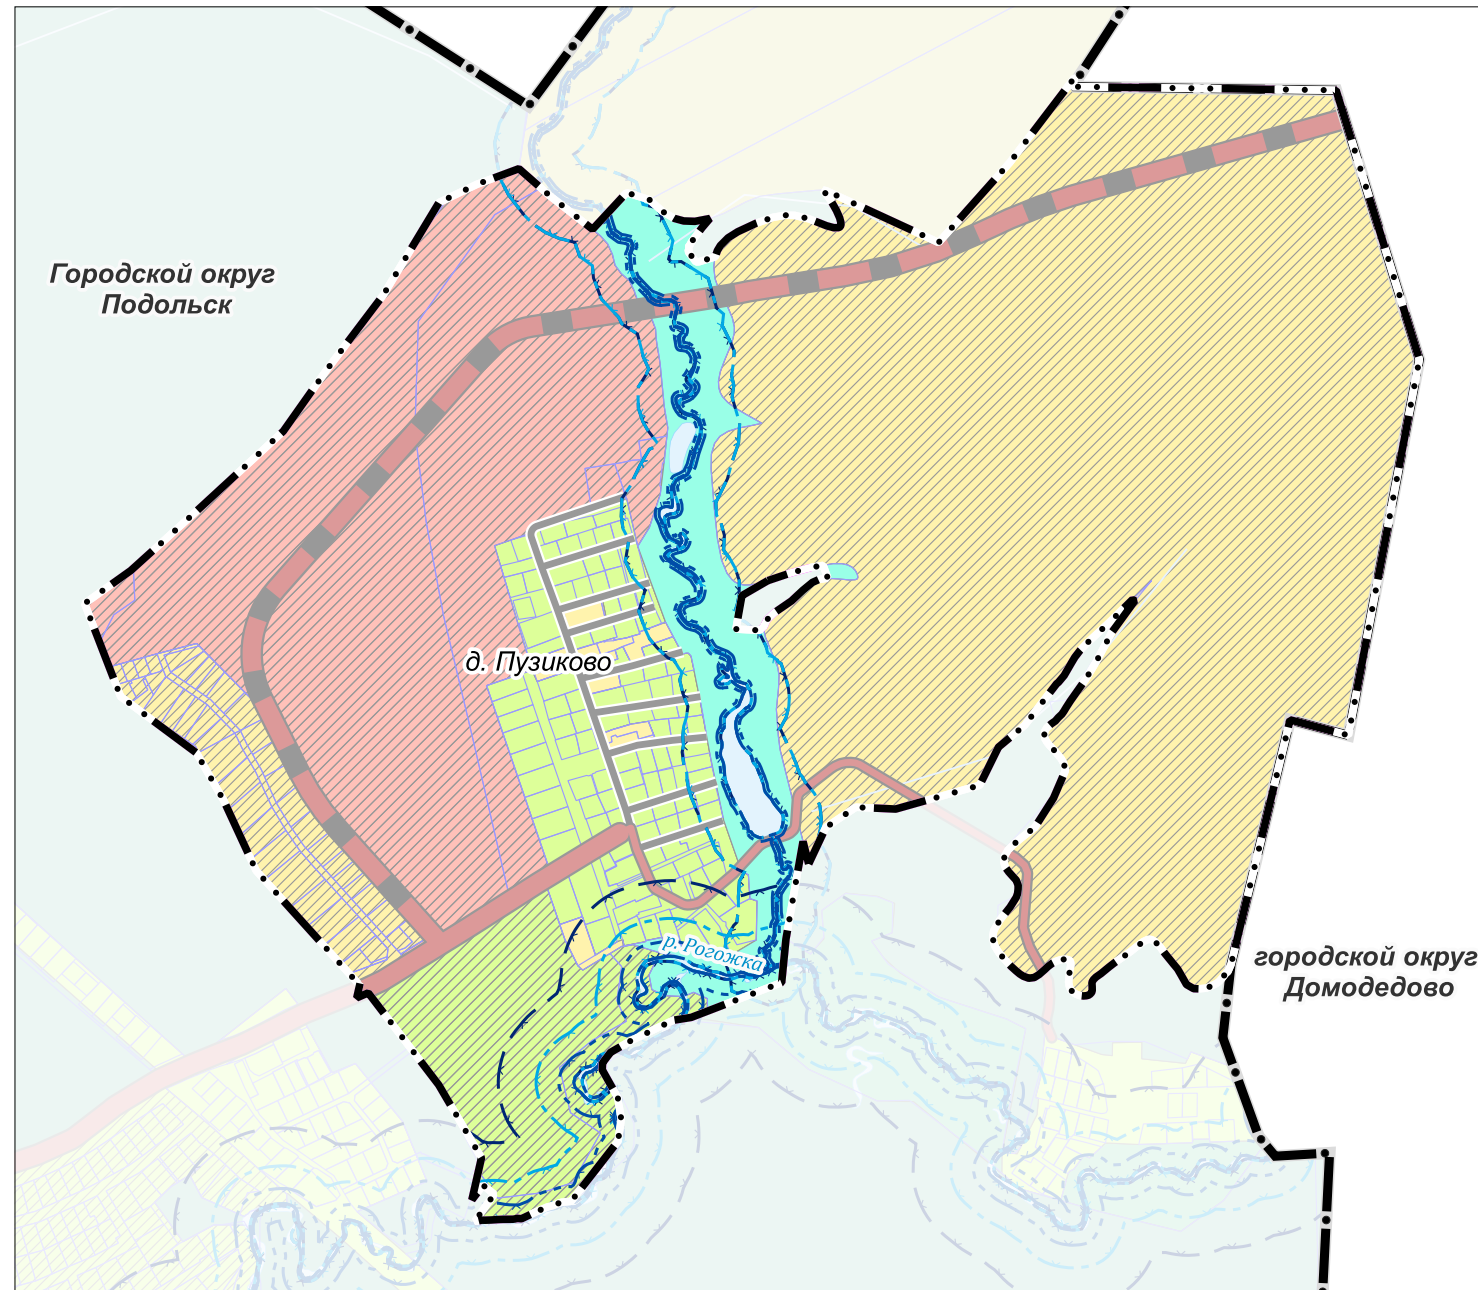 Городской округ
Подольск
д. Пузиково
р. Рогожка
городской округ
Домодедово